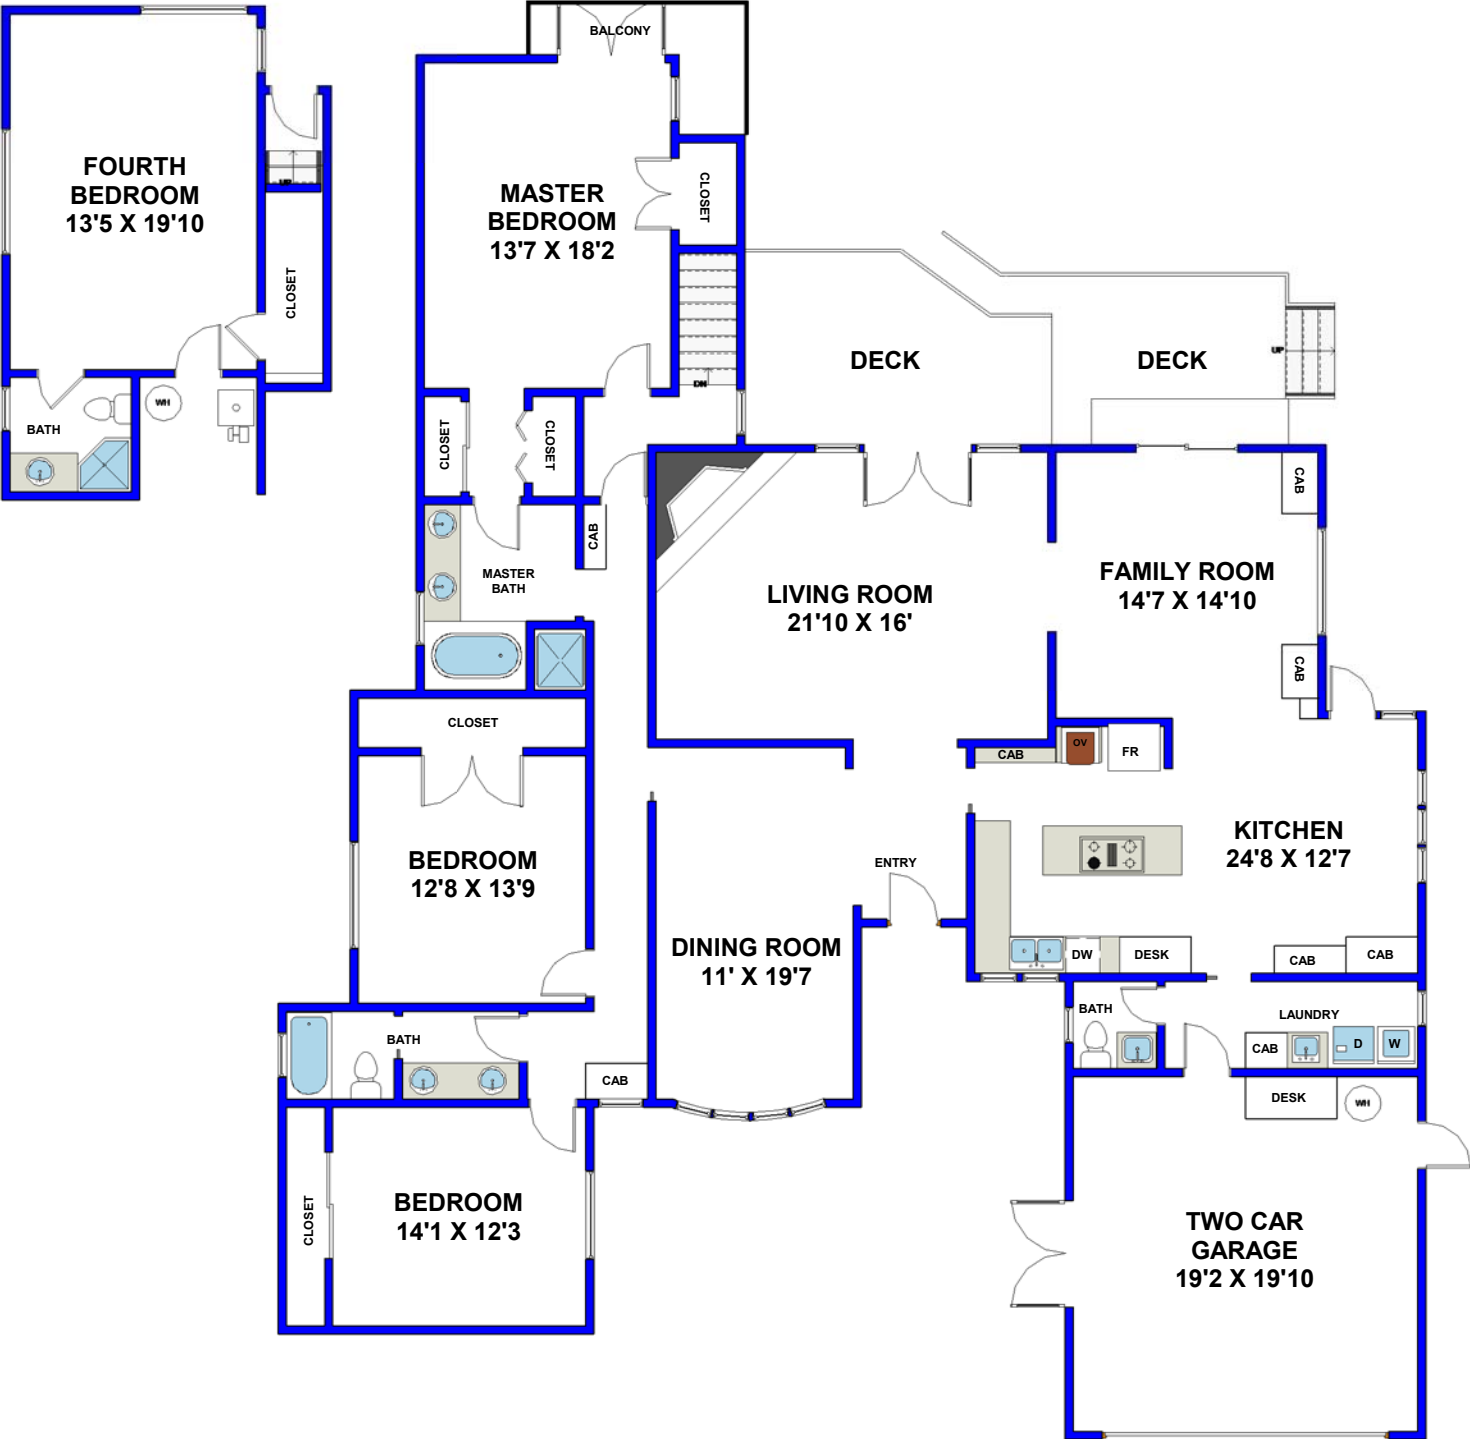 BALCONY
FOURTH
BEDROOM
13'5 X 19'10
UP
CLOSET
BATH
WH
MASTER
BEDROOM
13'7 X 18'2
CLOSET
DN
CLOSET
CLOSET
CAB
MASTER
BATH
DECK
DECK
UP
LIVING ROOM
21'10 X 16'
FAMILY ROOM
14'7 X 14'10
CAB
CAB
CLOSET
CAB
OV
FR
BEDROOM
12'8 X 13'9
ENTRY
KITCHEN
24'8 X 12'7
DINING ROOM
11' X 19'7
DW
DESK
CAB
CAB
BATH
CAB
BATH
LAUNDRY
CAB
D
W
DESK
WH
BEDROOM
14'1 X 12'3
CLOSET
TWO CAR
GARAGE
19'2 X 19'10